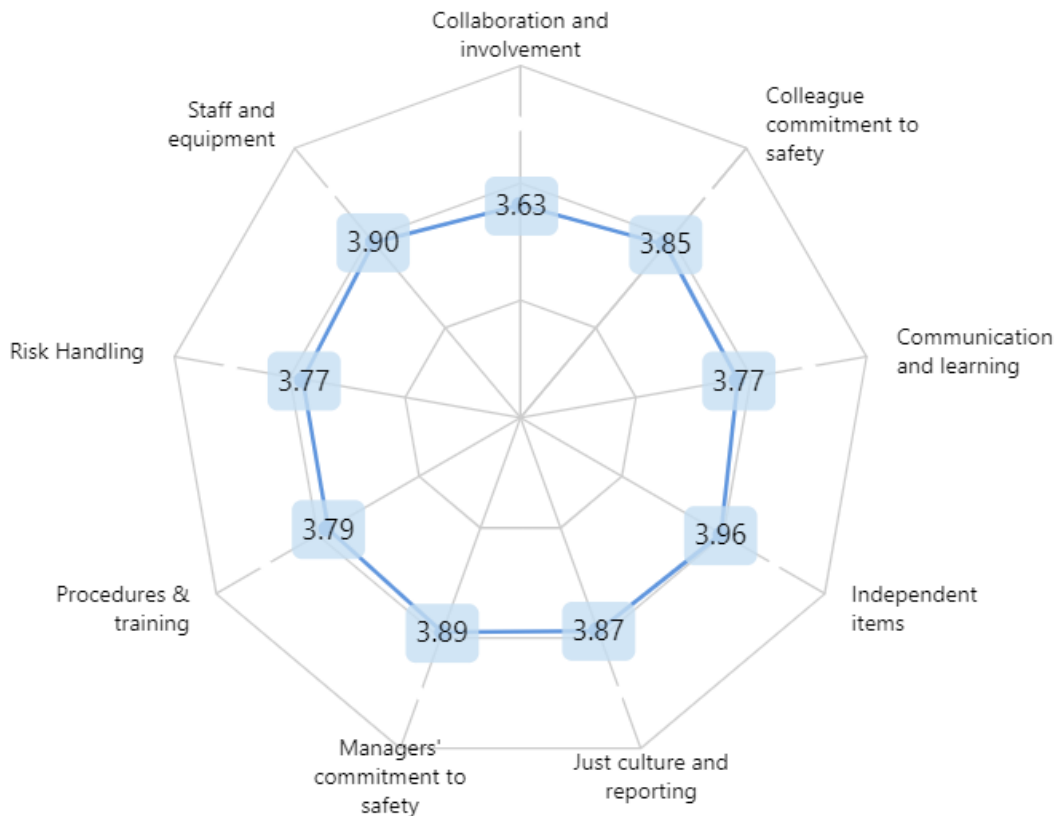 Collaboration and
involvement
Colleague
commitment to
safety
Communication
and learning
Independent
items
Just culture and
reporting
Managers'
commitment to
safety
Procedures &
training
Risk Handling
Staff and
equipment
3.63
3.85
3.77
3.96
3.87
3.89
3.79
3.77
3.90